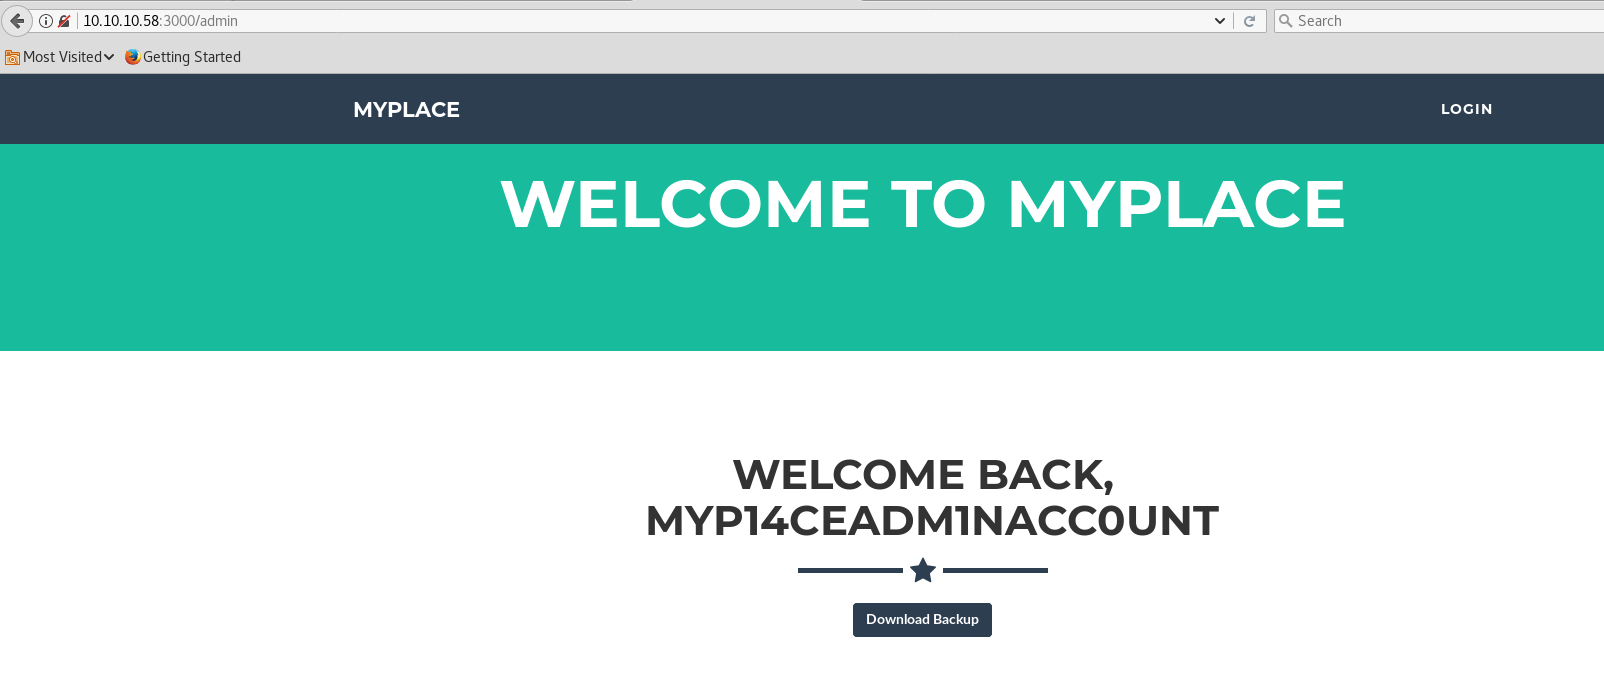 10.10.10.58:3000/admin
Search
Most Visited
Getting Started
MYPLACE
LOGIN
WELCOME TO MYPLACE
WELCOME BACK,
MYP14CEADM1NACC0UNT
Download Backup